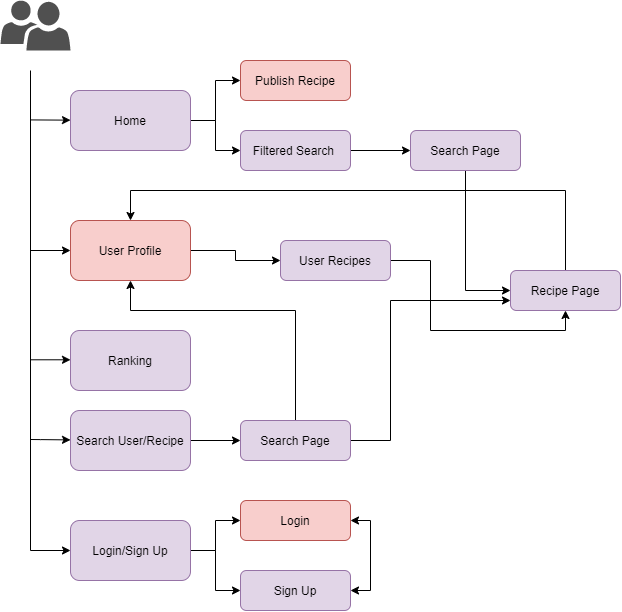 Publish Recipe
Home
Filtered Search
Search Page
User Profile
User Recipes
Recipe Page
Ranking
Search User/Recipe
Search Page
Login
Login/Sign Up
Sign Up